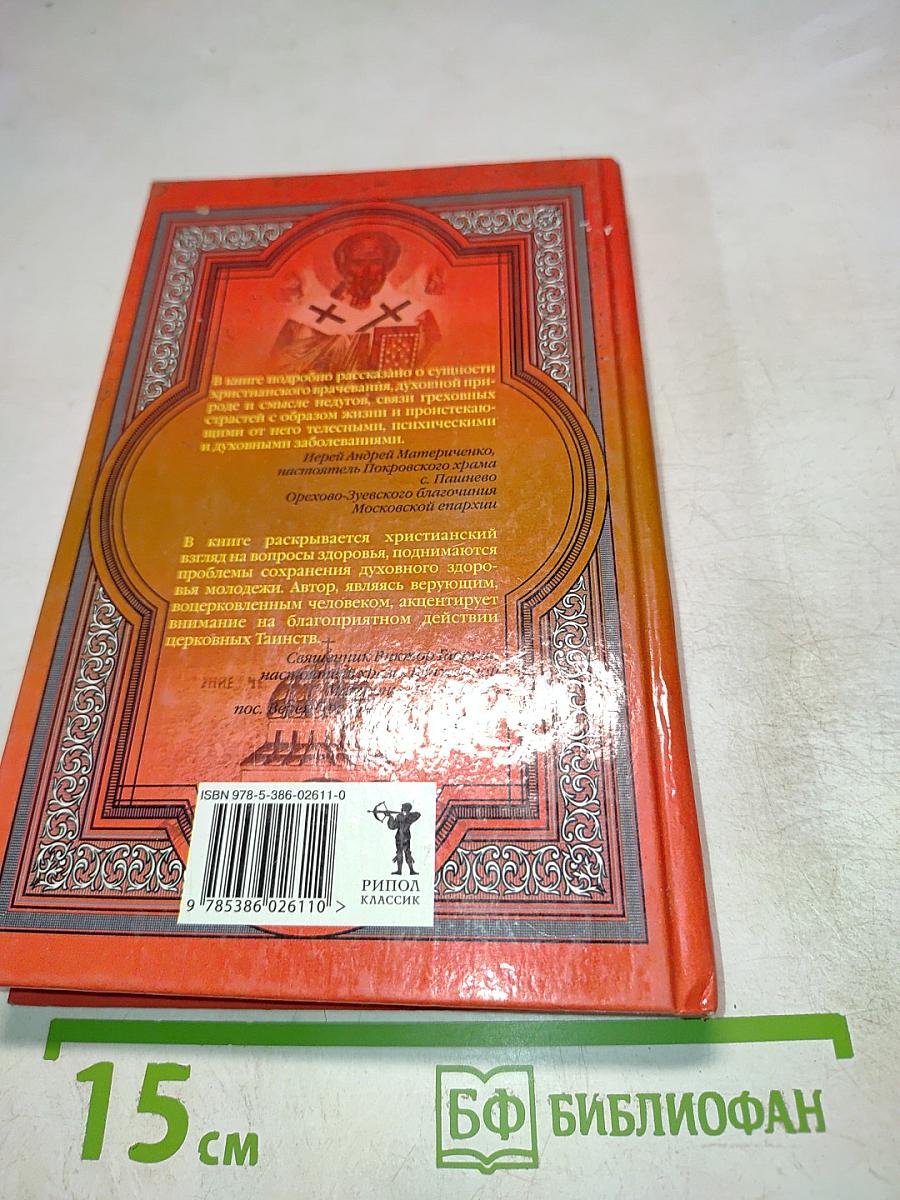 В книге подробно рассказано о сущности
христианского врачевания, духовной при-
роде и смысле недугов, связи греховных
страстей с образом жизни и проистекаю-
щими от него телесными, психическими
и духовными заболеваниями.
Иерей Андрей Материченко,
настоятель Покровского храма
с. Пашнево
Орехово-Зуевского благочиния
Московской епархии
В книге раскрывается христианский
взгляд на вопросы здоровья, поднимаются
проблемы сохранения духовного здоро-
вья молодежи. Автор, являясь верующим,
воцерковленным человеком, акцентирует
внимание на благоприятном действии
церковных Таинств.
Священник Виктор
пос.
ISBN 978-5-386-02611-0
9 785386 026110 >
РИПОЛ
КЛАССИК
15 см
БФ БИБЛИОФАН